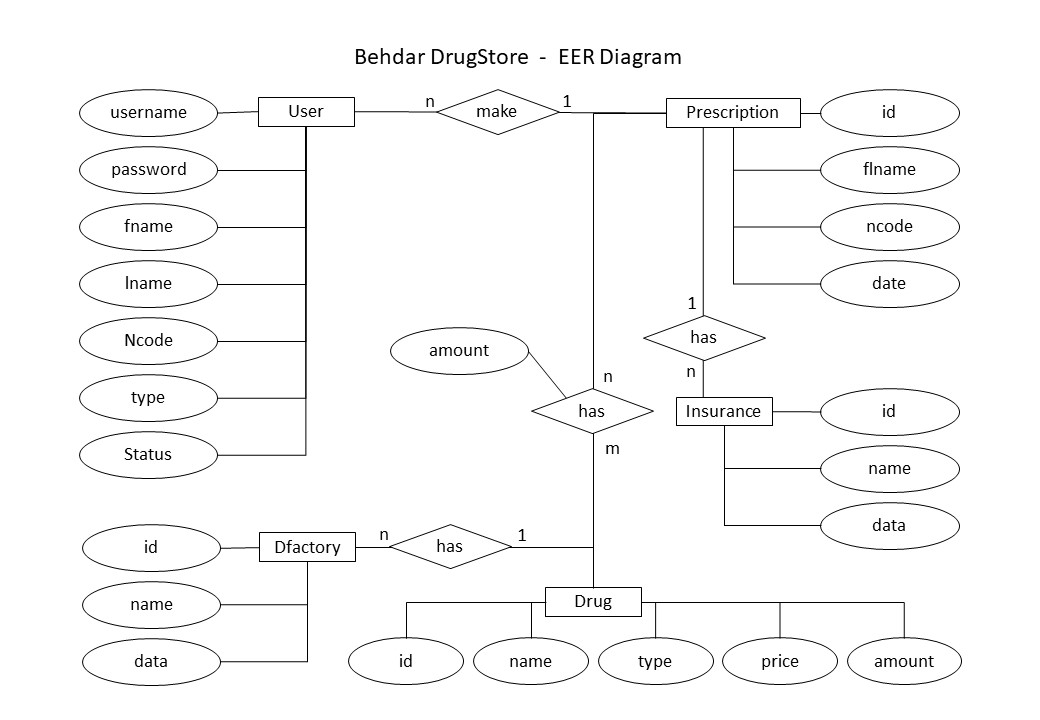 Behdar DrugStore - EER Diagram
username
User
n
make
1
Prescription
id
password
flname
fname
ncode
lname
date
1
Ncode
has
amount
n
n
type
has
Insurance
id
m
Status
name
data
id
Dfactory
n
has
1
name
Drug
data
id
name
type
price
amount